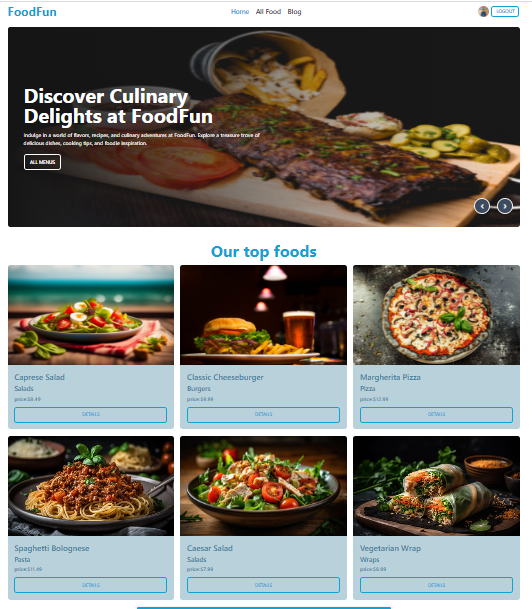 FoodFun
Home All Food Blog
LOGOUT
Discover Culinary
Delights at FoodFun
Indulge in a world of flavors, recipes, and culinary adventures at FoodFun. Explore a treasure trove of
delicious dishes, cooking tips, and foodie inspiration.
ALL MENUS
Our top foods
Caprese Salad
Salads
price:$8.49
DETAILS
Classic Cheeseburger
Burgers
price:$9.99
DETAILS
Margherita Pizza
Pizza
price:$12.99
DETAILS
Spaghetti Bolognese
Pasta
price:$11.49
DETAILS
Caesar Salad
Salads
price:$7.99
DETAILS
Vegetarian Wrap
Wraps
price:$6.99
DETAILS